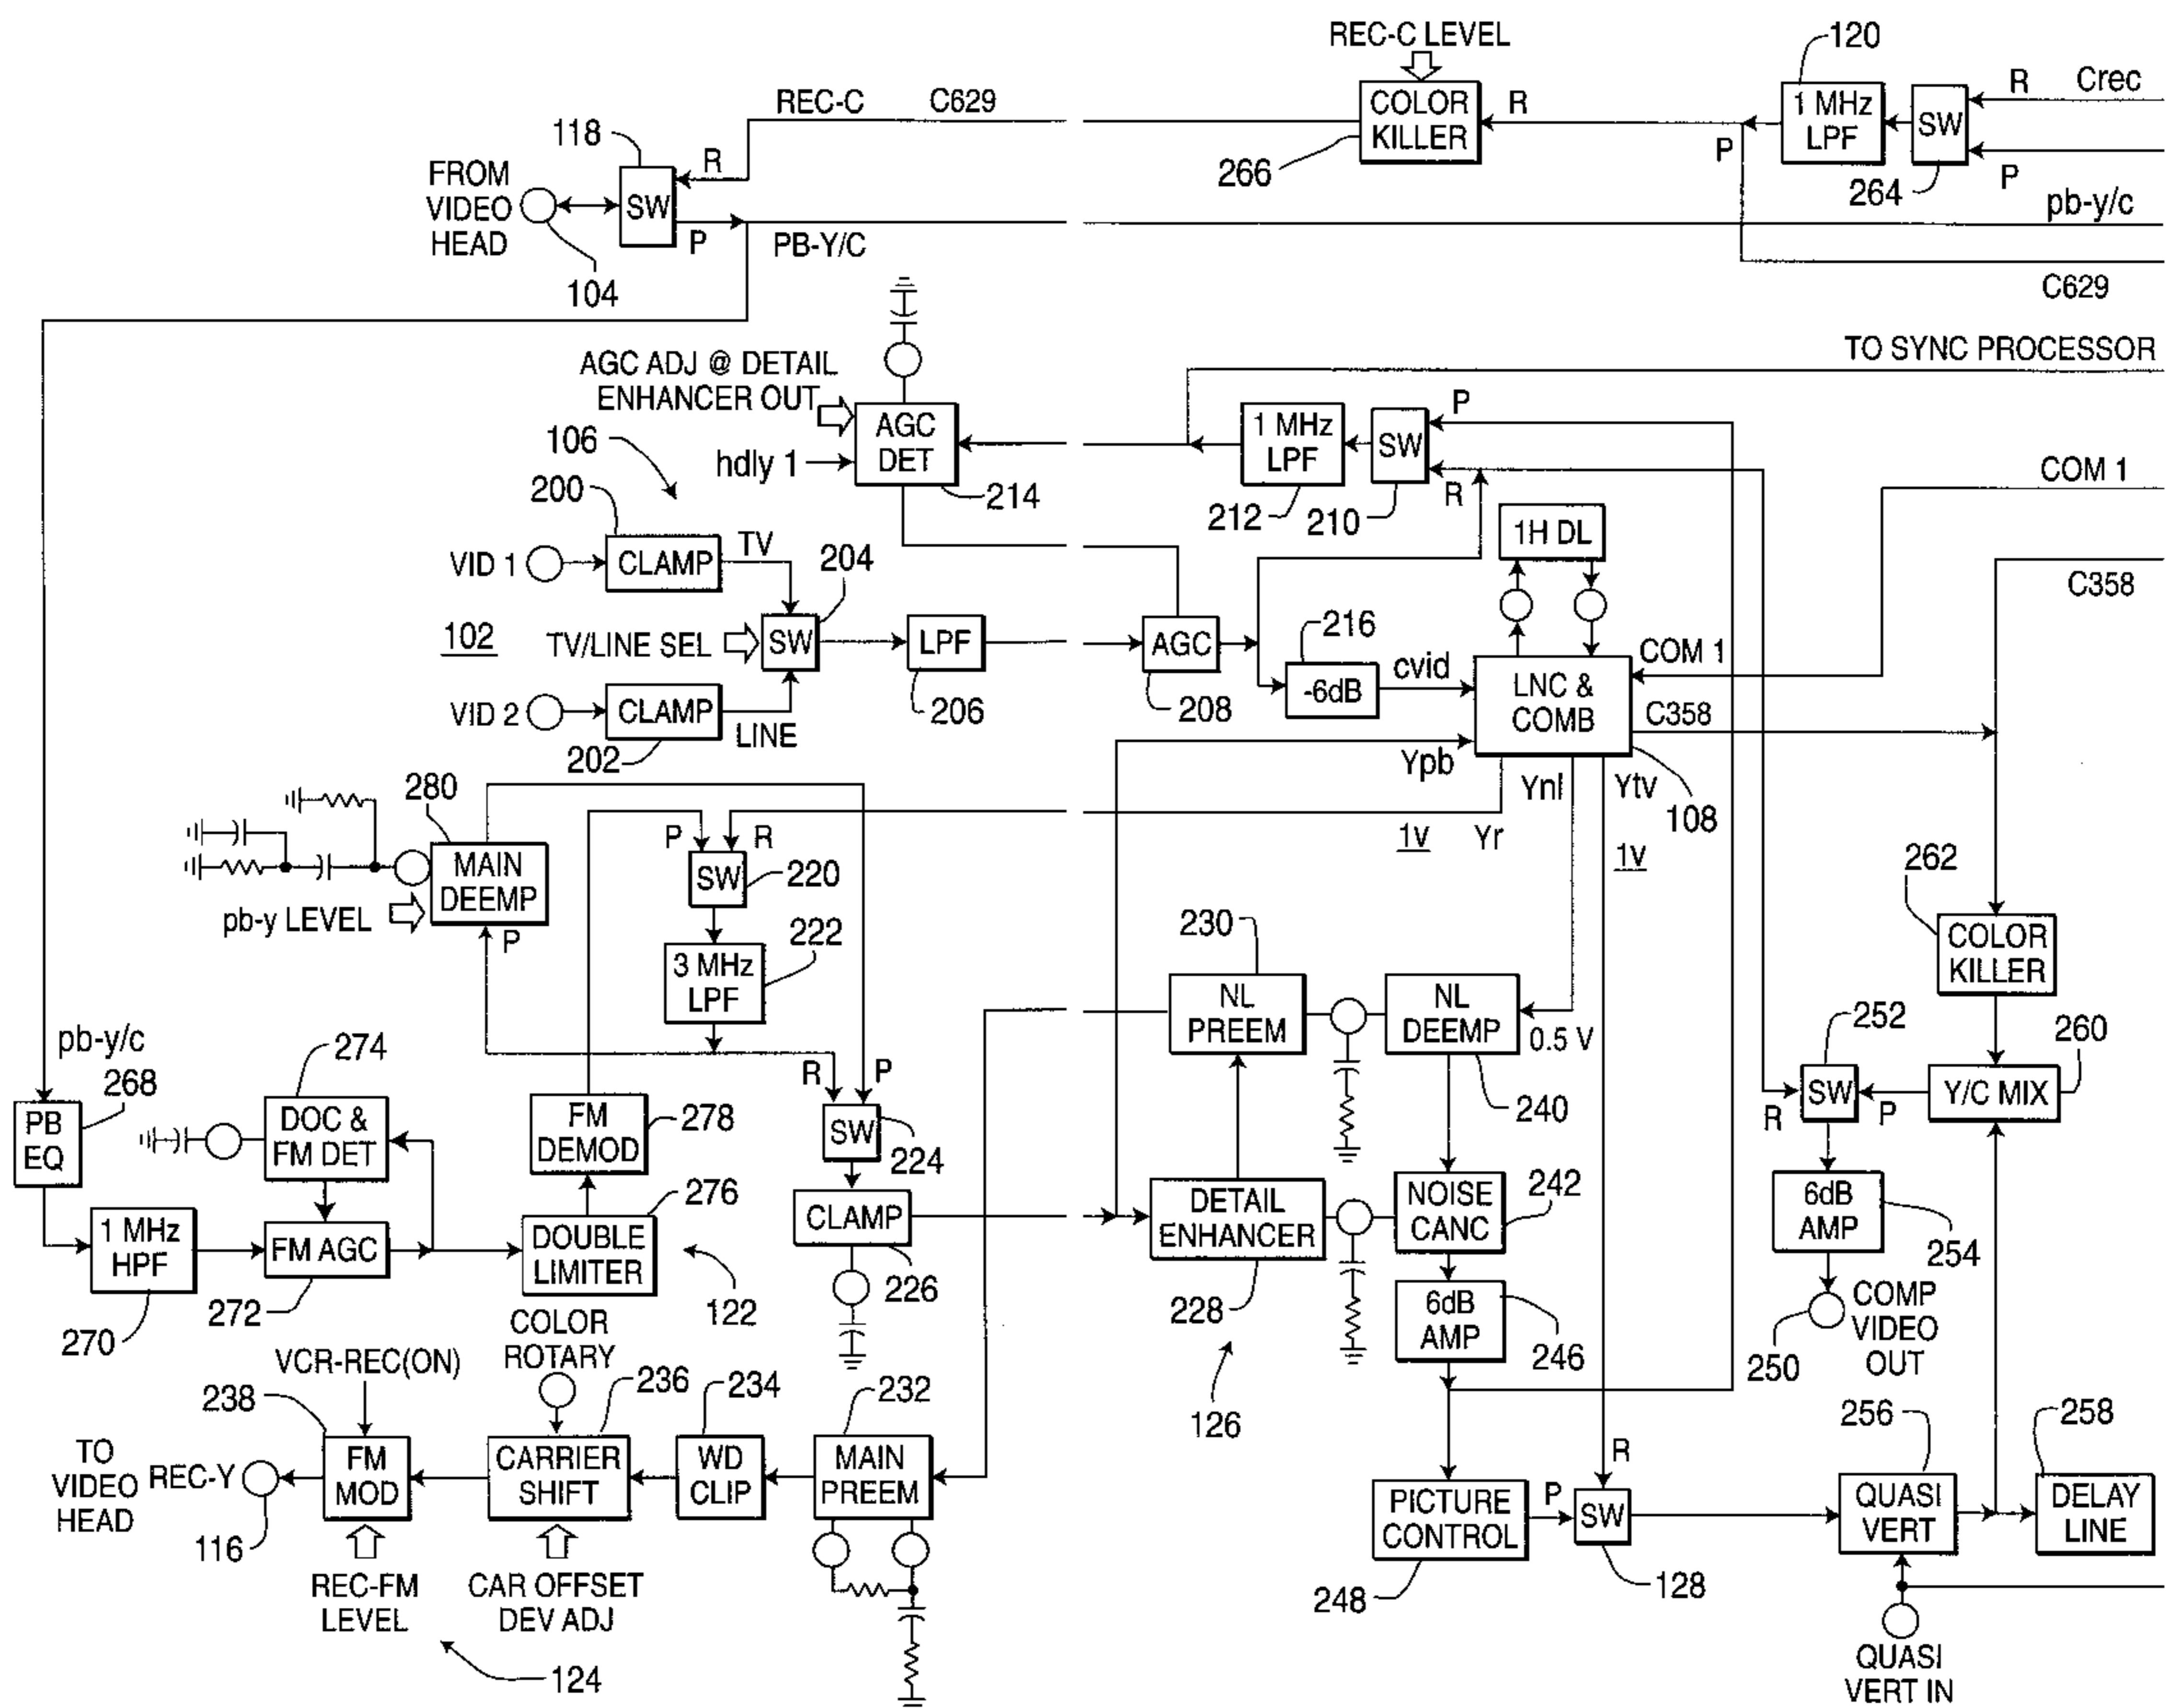 REC-C LEVEL
120
COLOR
KILLER
266
R
P
1 MHz
LPF
SW
264
R
Crec
P
REC-C
C629
118
FROM
VIDEO
HEAD
104
SW
R
P
PB-Y/C
pb-y/c
C629
TO SYNC PROCESSOR
AGC ADJ @ DETAIL
ENHANCER OUT
hdly 1
AGC
DET
214
1 MHz
LPF
212
SW
210
P
R
COM 1
106
200
VID 1
CLAMP
TV
204
102
TV/LINE SEL
SW
LPF
206
VID 2
CLAMP
202
LINE
AGC
208
216
-6dB
cvid
1H DL
LNC &
COMB
COM 1
C358
C358
108
Ypb
Ynl
Ytv
1v
Yr
1v
280
MAIN
DEEMP
pb-y LEVEL
P
P
R
SW
220
222
3 MHz
LPF
R
P
SW
224
CLAMP
226
230
NL
PREEM
NL
DEEMP
0.5 V
240
262
COLOR
KILLER
252
SW
R
P
260
Y/C MIX
pb-y/c
268
PB
EQ
274
DOC &
FM DET
FM
DEMOD
278
1 MHz
HPF
270
FM AGC
272
276
DOUBLE
LIMITER
122
DETAIL
ENHANCER
228
126
NOISE
CANC
242
6dB
AMP
246
6dB
AMP
254
COMP
VIDEO
OUT
250
COLOR
ROTARY
VCR-REC(ON)
238
236
234
232
TO
VIDEO
HEAD
REC-Y
116
FM
MOD
CARRIER
SHIFT
WD
CLIP
MAIN
PREEM
REC-FM
LEVEL
CAR OFFSET
DEV ADJ
124
PICTURE
CONTROL
248
P
R
SW
128
256
QUASI
VERT
258
DELAY
LINE
QUASI
VERT IN